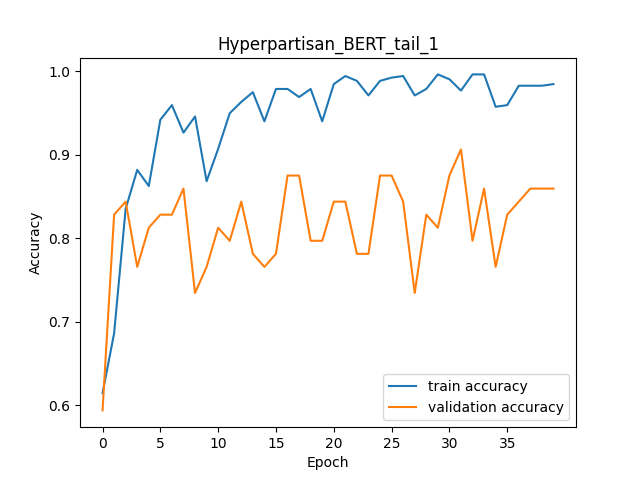 Hyperpartisan_BERT_tail_1
1.0
0.9
0.8
0.7
0.6
Accuracy
train accuracy
validation accuracy
0 5 10 15 20 25 30 35
Epoch